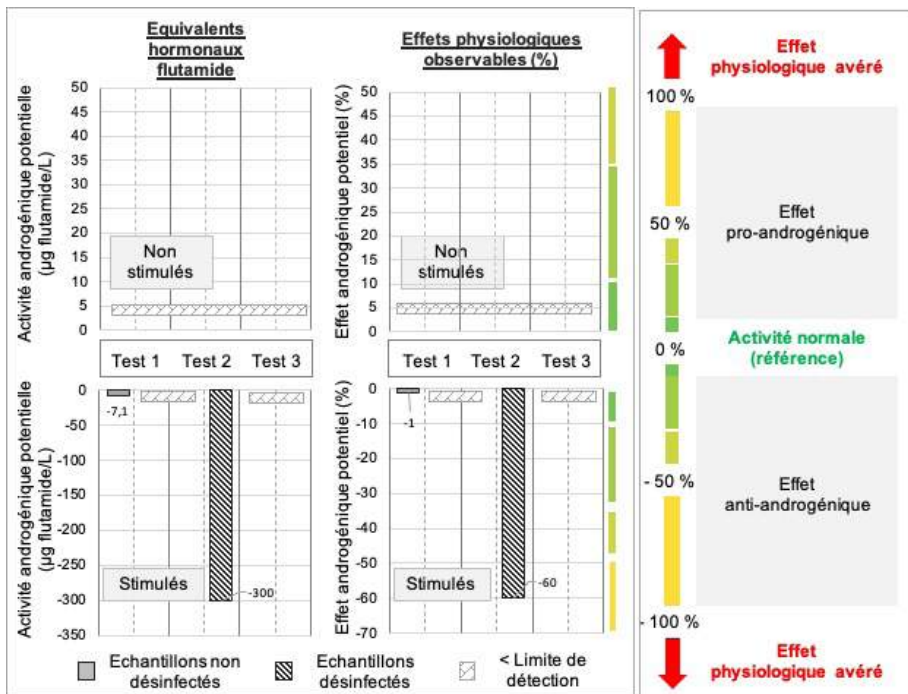 Equivalents
hormonaux
flutamide
Activité androgénique potentielle
(µg flutamide/L)
50
45
40
35
30
25
20
15
10
5
0
Non
stimulés
Effets physiologiques
observables (%)
Effet androgénique potentiel (%)
50
45
40
35
30
25
20
15
10
5
0
Non
stimulés
Test 1 Test 2 Test 3
Test 1 Test 2 Test 3
Activité androgénique potentielle
(µg flutamide/L)
0
-50
-100
-150
-200
-250
-300
-350
-7,1
-300
Stimulés
Effet androgénique potentiel (%)
0
-10
-20
-30
-40
-50
-60
-70
-1
-60
Stimulés
Echantillons non
désinfectés
Echantillons
désinfectés
< Limite de
détection
Effet
physiologique avéré
100 %
50 %
Effet
pro-androgénique
0 %
Activité normale
(référence)
- 50 %
Effet
anti-androgénique
- 100 %
Effet
physiologique avéré